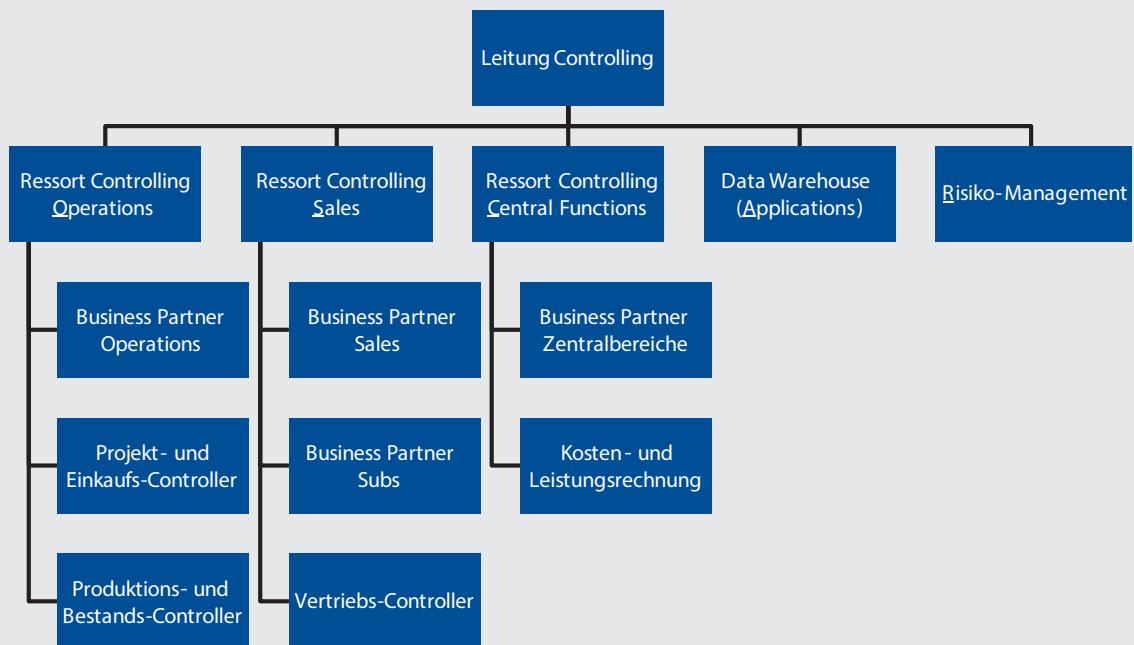 Leitung Controlling
Ressort Controlling
Operations
Ressort Controlling
Sales
Ressort Controlling
Central Functions
Data Warehouse
(Applications)
Risiko-Management
Business Partner
Operations
Business Partner
Sales
Business Partner
Zentralbereiche
Projekt- und
Einkaufs-Controller
Business Partner
Subs
Kosten- und
Leistungsrechnung
Produktions- und
Bestands-Controller
Vertriebs-Controller